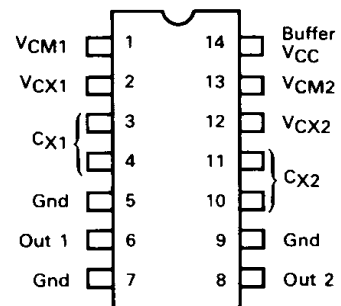 VCM1 1 14 Buffer VCC
VCX1 2 13 VCM2
CX1 3 12 VCX2
4 11 CX2
Gnd 5 10
Out 1 6 9 Gnd
Gnd 7 8 Out 2